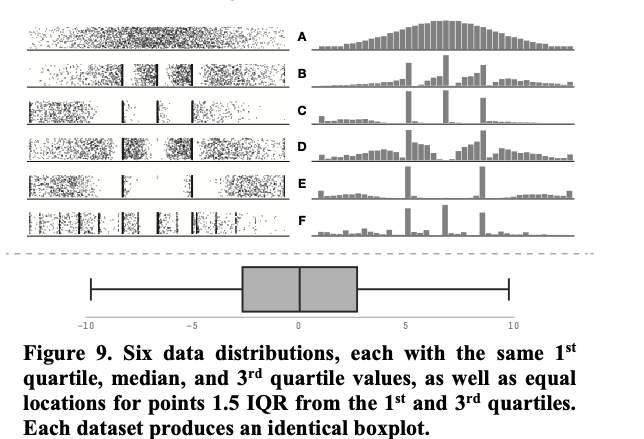 A
B
C
D
E
F
-10 -5 0 5 10
Figure 9. Six data distributions, each with the same 1st
quartile, median, and 3rd quartile values, as well as equal
locations for points 1.5 IQR from the 1st and 3rd quartiles.
Each dataset produces an identical boxplot.